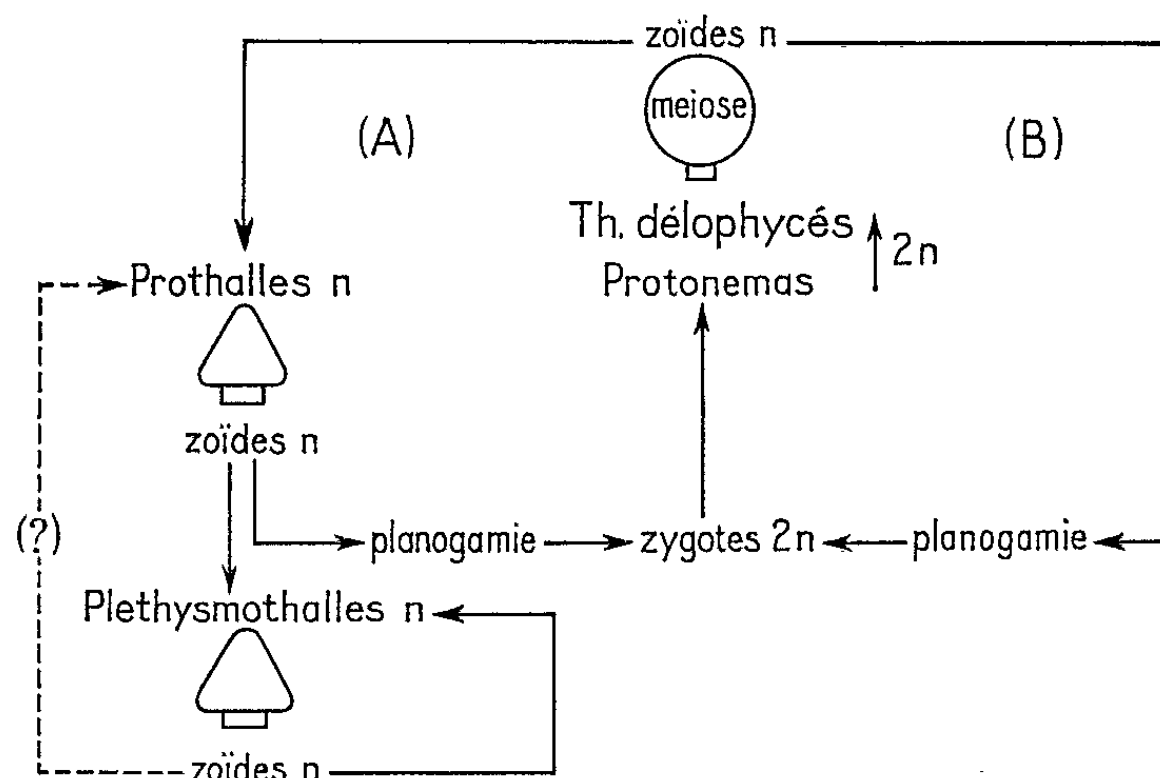 zoïdes n
meiose
(A)
(B)
Th. délophycés
2n
Prothalles n
Protonemas
zoïdes n
(?)
planogamie
zygotes 2n
planogamie
Plethysmothalles n
zoïdes n